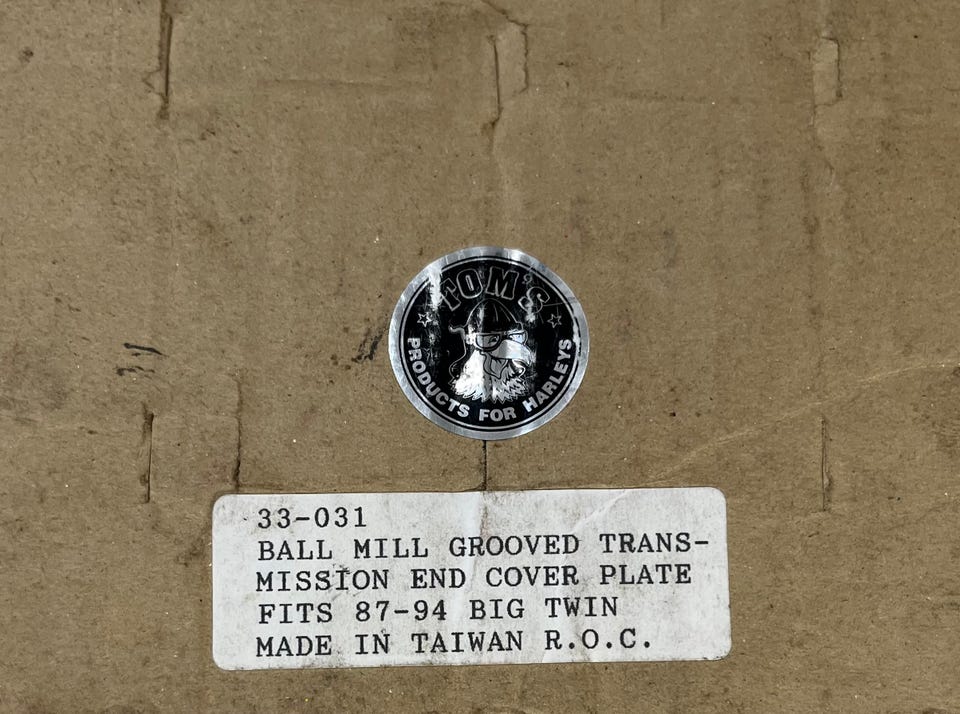 TOM'S
PRODUCTS FOR HARLEYS
33-031
BALL MILL GROOVED TRANS-
MISSION END COVER PLATE
FITS 87-94 BIG TWIN
MADE IN TAIWAN R.O.C.